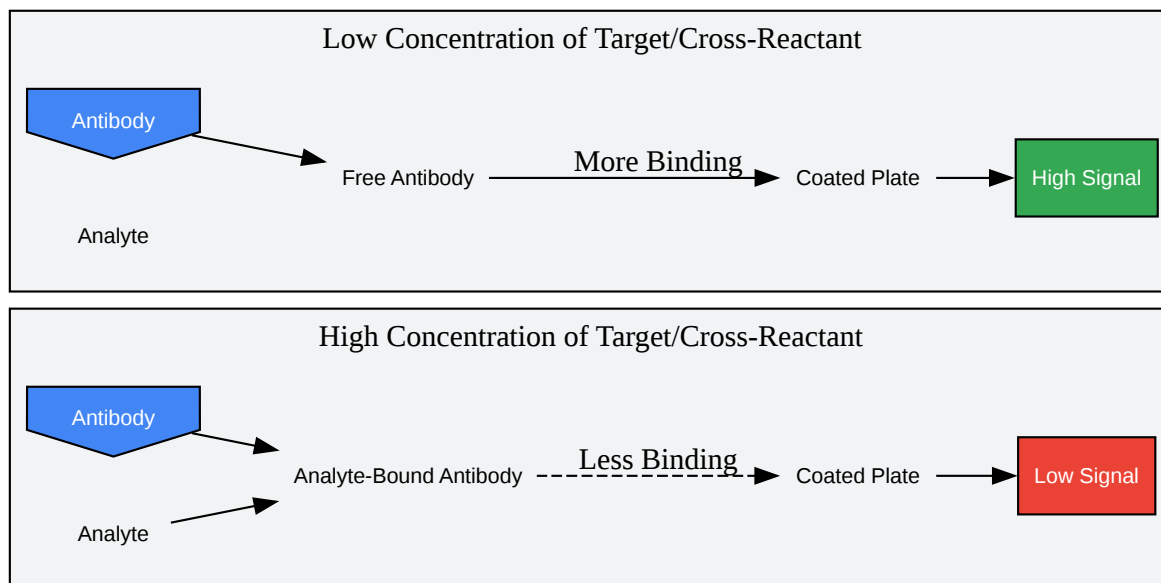 Low Concentration of Target/Cross-Reactant
Antibody
Analyte
Free Antibody
More Binding
Coated Plate
High Signal
High Concentration of Target/Cross-Reactant
Antibody
Analyte
Analyte-Bound Antibody
Less Binding
Coated Plate
Low Signal